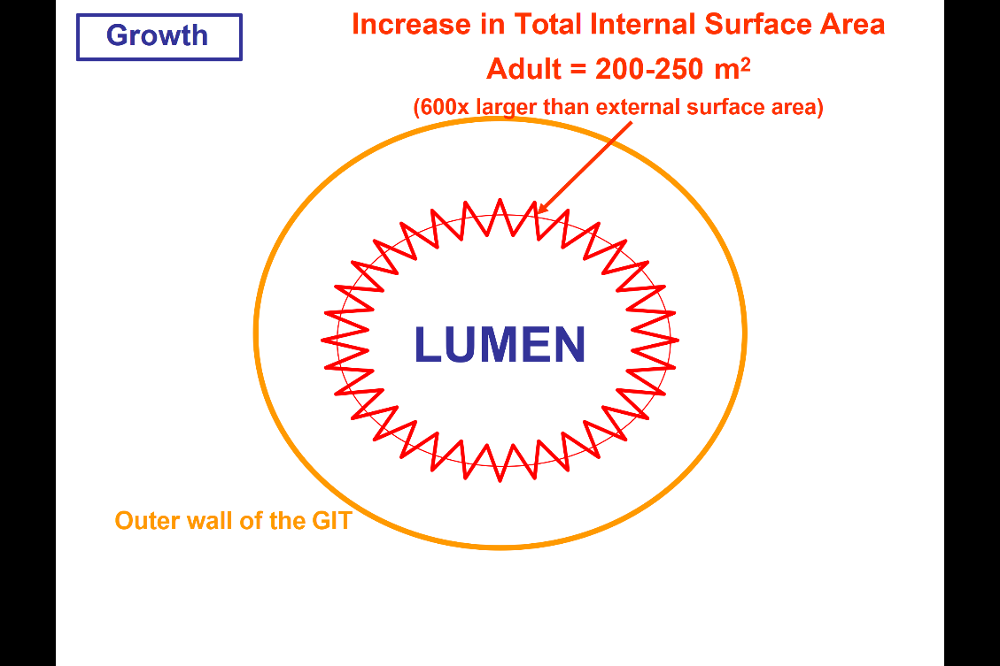 Growth
Increase in Total Internal Surface Area
Adult = 200-250 m²
(600x larger than external surface area)
LUMEN
Outer wall of the GIT